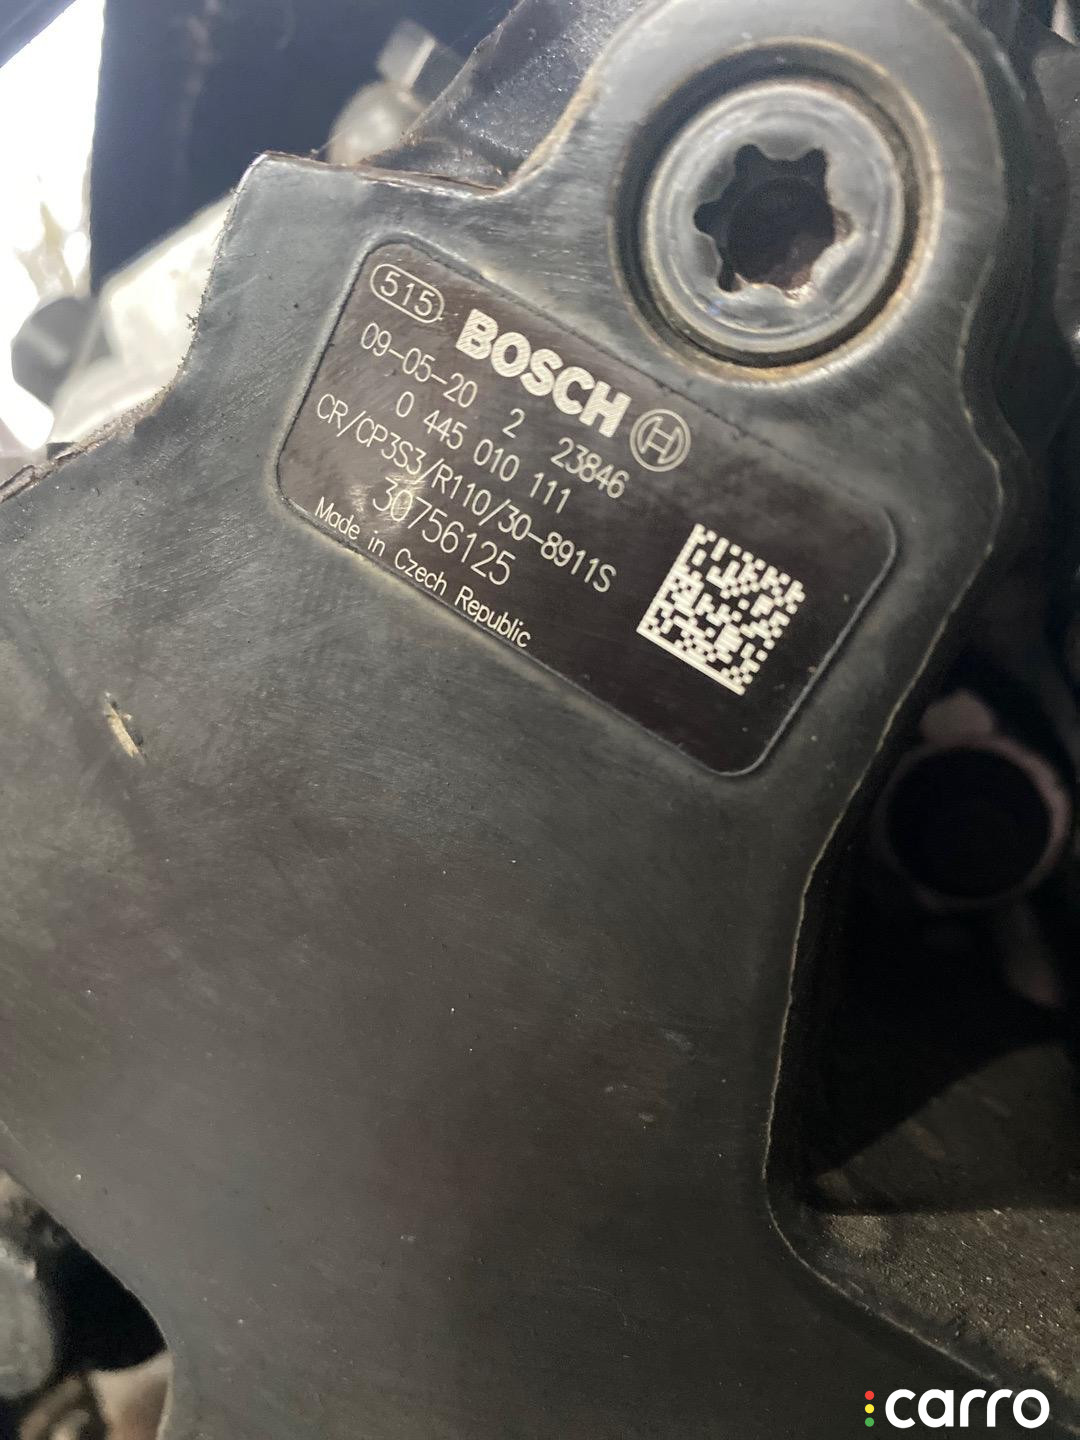 515
BOSCH
09-05-20 2 23846
0 445 010 111
CR/CP3S3/R110/30-8911S
30756125
Made in Czech Republic
carro